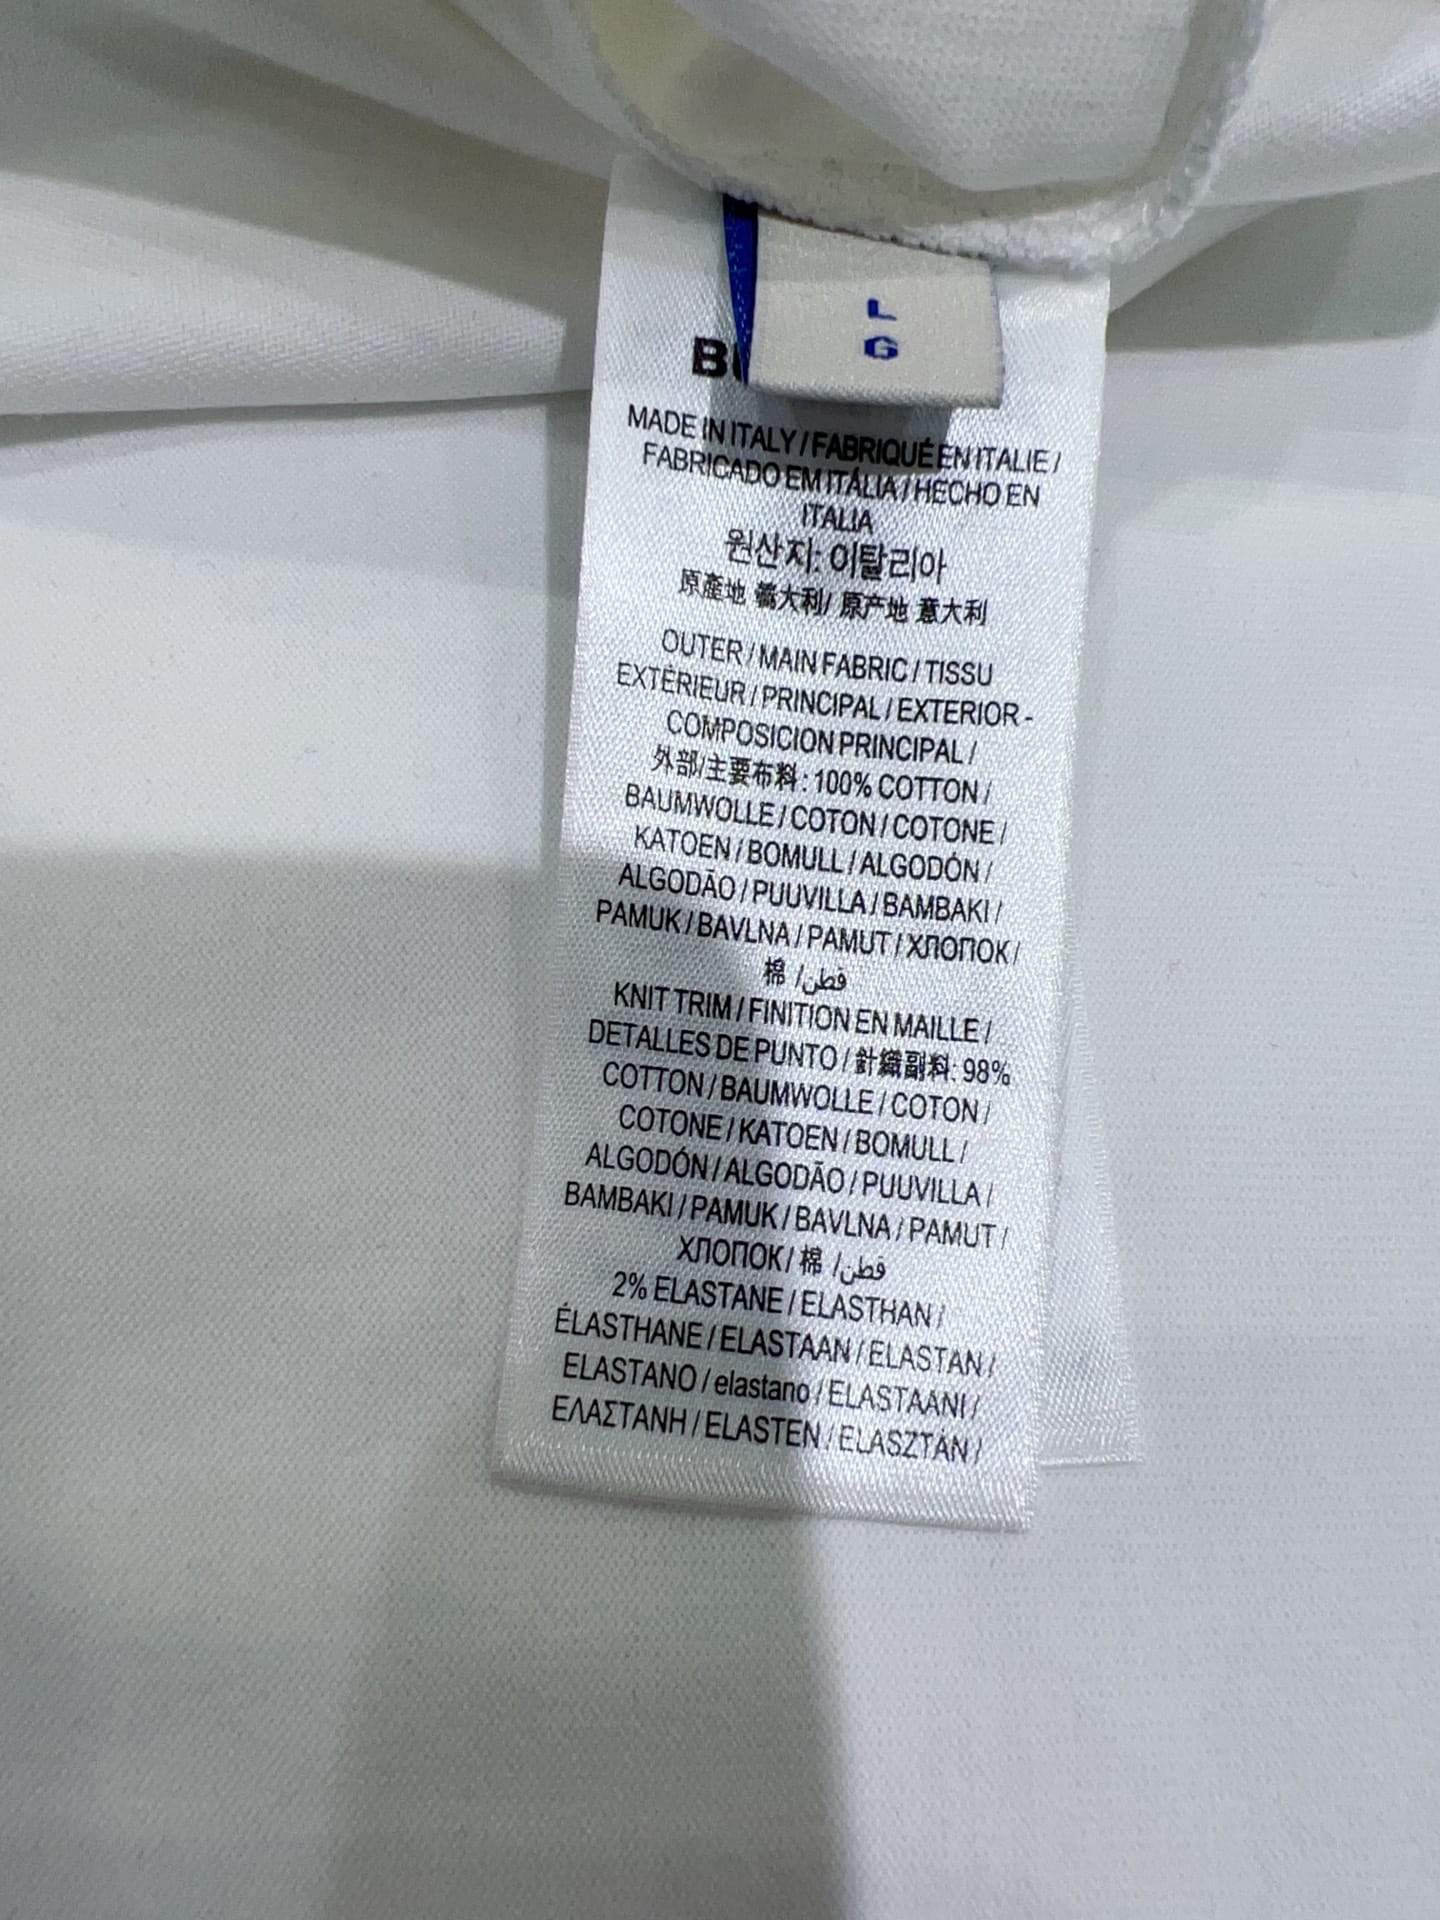 L
G
MADE IN ITALY / FABRIQUÉ EN ITALIE /
FABRICADO EM ITÁLIA / HECHO EN
ITALIA
원산지: 이탈리아
原產地 義大利/ 原产地 意大利
OUTER / MAIN FABRIC / TISSU
EXTÉRIEUR / PRINCIPAL / EXTERIOR -
COMPOSICION PRINCIPAL /
外部/主要布料: 100% COTTON /
BAUMWOLLE / COTON / COTONE /
KATOEN / BOMULL / ALGODÓN /
ALGODÃO / PUUVILLA / BAMBAKI /
PAMUK / BAVLNA / PAMUT / ХЛОПОК /
棉 /قطن
KNIT TRIM / FINITION EN MAILLE /
DETALLES DE PUNTO / 針織副料: 98%
COTTON / BAUMWOLLE / COTON /
COTONE / KATOEN / BOMULL /
ALGODÓN / ALGODÃO / PUUVILLA /
BAMBAKI / PAMUK / BAVLNA / PAMUT /
ХЛОПОК / 棉 /قطن
2% ELASTANE / ELASTHAN /
ÉLASTHANE / ELASTAAN / ELASTAN /
ELASTANO / elastano / ELASTAANI /
ΕΛΑΣΤΑΝΗ / ELASTEN / ELASZTÁN /